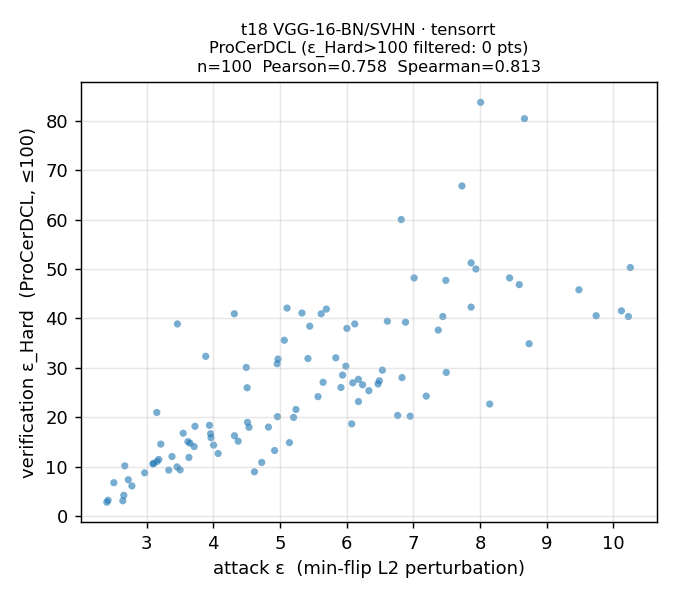 t18 VGG-16-BN/SVHN · tensorrt
ProCerDCL (ε_Hard>100 filtered: 0 pts)
n=100  Pearson=0.758  Spearman=0.813
verification ε_Hard  (ProCerDCL, ≤100)
80
70
60
50
40
30
20
10
0
3 4 5 6 7 8 9 10
attack ε  (min-flip L2 perturbation)